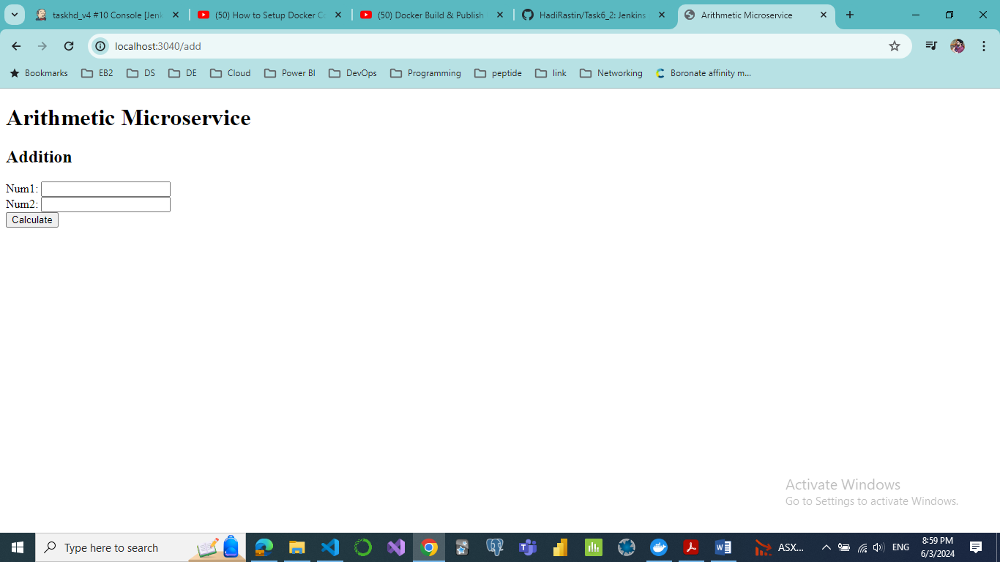 taskhd_v4 #10 Console [Jenk
(50) How to Setup Docker Co
(50) Docker Build & Publish
HadiRastin/Task6_2: Jenkins
Arithmetic Microservice
localhost:3040/add
Bookmarks
EB2
DS
DE
Cloud
Power BI
DevOps
Programming
peptide
link
Networking
Boronate affinity m...
Arithmetic Microservice
Addition
Num1:
Num2:
Calculate
Activate Windows
Go to Settings to activate Windows.
Type here to search
ASX...
ENG
8:59 PM
6/3/2024